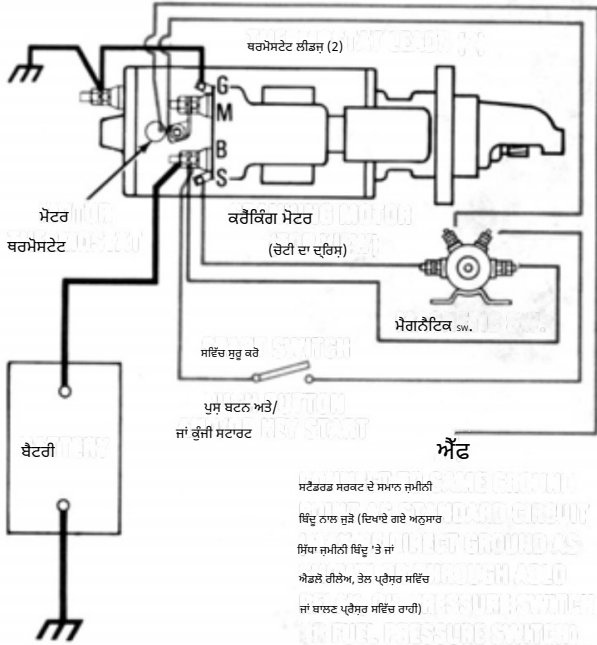 ਥਰਮੋਸਟੇਟ ਲੀਡਜ਼ (2)
G
M
B
S
ਮੋਟਰ
ਥਰਮੋਸਟੇਟ
ਕਰੈਂਕਿੰਗ ਮੋਟਰ
(ਚੋਟੀ ਦਾ ਦ੍ਰਿਸ਼)
ਮੈਗਨੈਟਿਕ sw.
ਸਵਿੱਚ ਸ਼ੁਰੂ ਕਰੋ
ਪੁਸ਼ ਬਟਨ ਅਤੇ/
ਜਾਂ ਕੁੰਜੀ ਸਟਾਰਟ
ਬੈਟਰੀ
ਐੱਫ
ਸਟੈਂਡਰਡ ਸਰਕਟ ਦੇ ਸਮਾਨ ਜ਼ਮੀਨੀ
ਬਿੰਦੂ ਨਾਲ ਜੁੜੋ (ਦਿਖਾਏ ਗਏ ਅਨੁਸਾਰ
ਸਿੱਧਾ ਜ਼ਮੀਨੀ ਬਿੰਦੂ 'ਤੇ ਜਾਂ
ਐਡਲੋ ਰੀਲੇਅ, ਤੇਲ ਪ੍ਰੈਸ਼ਰ ਸਵਿੱਚ
ਜਾਂ ਬਾਲਣ ਪ੍ਰੈਸ਼ਰ ਸਵਿੱਚ ਰਾਹੀਂ)